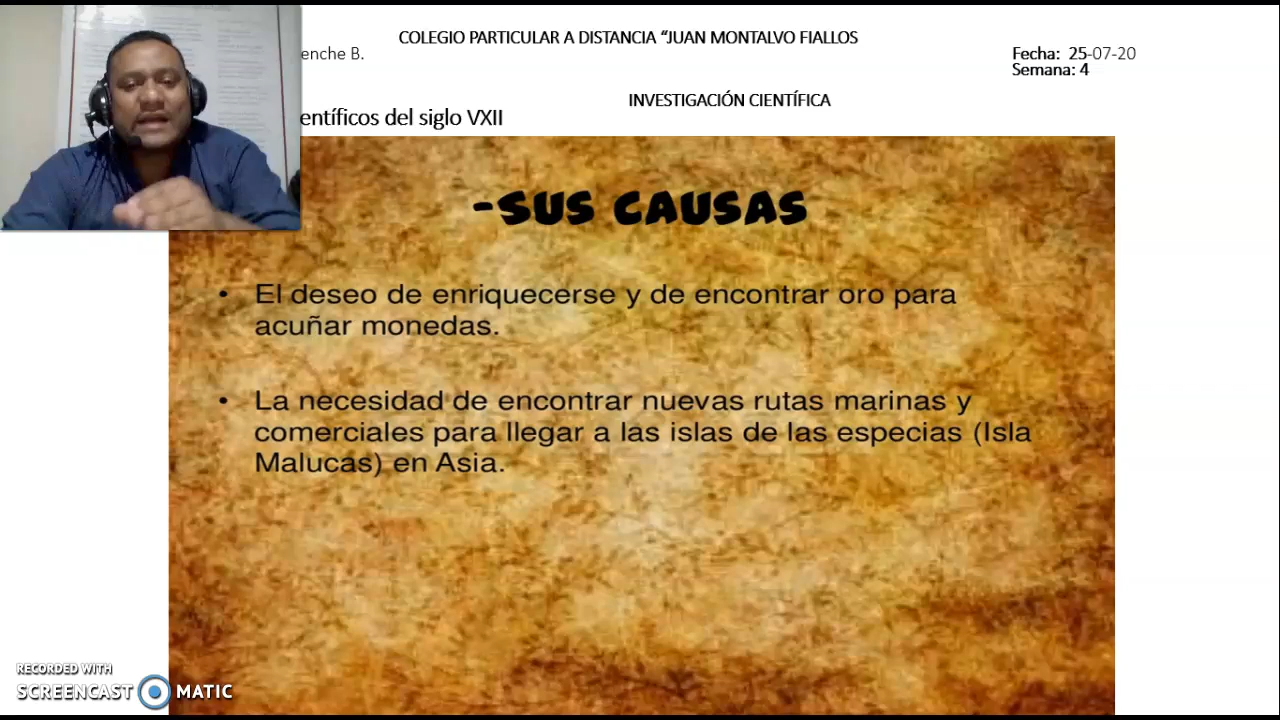 COLEGIO PARTICULAR A DISTANCIA “JUAN MONTALVO FIALLOS
enche B.
Fecha: 25-07-20
Semana: 4
INVESTIGACIÓN CIENTÍFICA
entíficos del siglo VXII
-SUS CAUSAS
• El deseo de enriquecerse y de encontrar oro para
acuñar monedas.
• La necesidad de encontrar nuevas rutas marinas y
comerciales para llegar a las islas de las especias (Isla
Malucas) en Asia.
RECORDED WITH
SCREENCAST MATIC